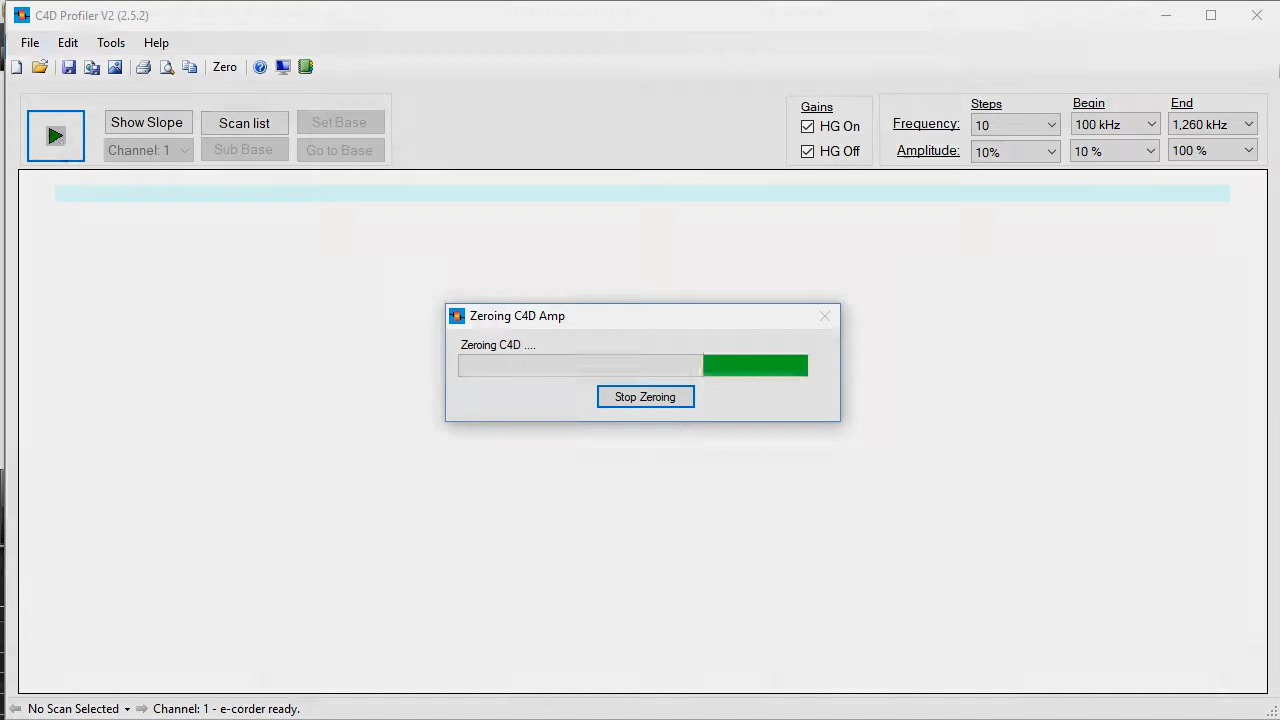 C4D Profiler V2 (2.5.2)
File Edit Tools Help
Zero
Show Slope Scan list Set Base
Channel: 1 Sub Base Go to Base
Gains
HG On
HG Off
Steps Begin End
Frequency: 10 100 kHz 1,260 kHz
Amplitude: 10% 10 % 100 %
Zeroing C4D Amp
Zeroing C4D ....
Stop Zeroing
No Scan Selected Channel: 1 - e-corder ready.